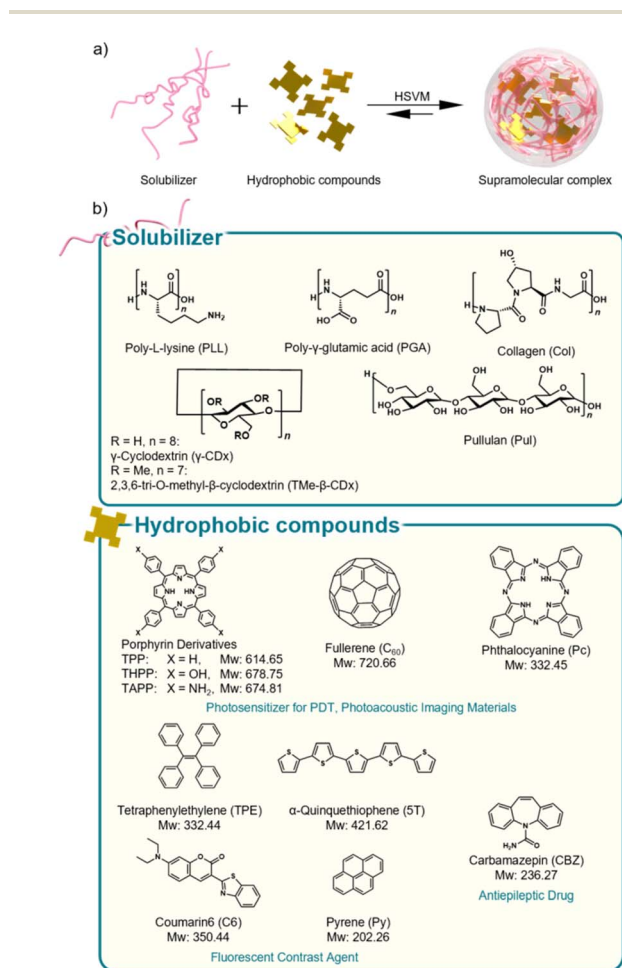 a)
HSVM
Solubilizer
Hydrophobic compounds
Supramolecular complex
b)
Solubilizer
Poly-L-lysine (PLL)
Poly-γ-glutamic acid (PGA)
Collagen (Col)
R = H, n = 8:
γ-Cyclodextrin (γ-CDx)
R = Me, n = 7:
2,3,6-tri-O-methyl-β-cyclodextrin (TMe-β-CDx)
Pullulan (Pul)
Hydrophobic compounds
Porphyrin Derivatives
TPP: X = H, Mw: 614.65
THPP: X = OH, Mw: 678.75
TAPP: X = NH₂, Mw: 674.81
Fullerene (C₆₀)
Mw: 720.66
Phthalocyanine (Pc)
Mw: 332.45
Photosensitizer for PDT, Photoacoustic Imaging Materials
Tetraphenylethylene (TPE)
Mw: 332.44
α-Quinquethiophene (5T)
Mw: 421.62
Carbamazepin (CBZ)
Mw: 236.27
Antiepileptic Drug
Coumarin6 (C6)
Mw: 350.44
Pyrene (Py)
Mw: 202.26
Fluorescent Contrast Agent